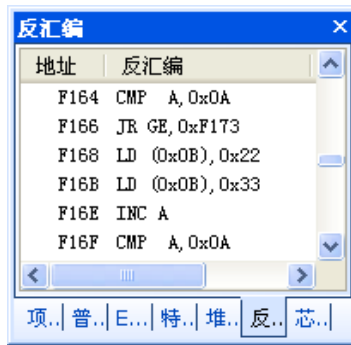 反汇编
地址 反汇编
F164 CMP A,0x0A
F166 JR GE,0xF173
F168 LD (0x0B),0x22
F16B LD (0x0B),0x33
F16E INC A
F16F CMP A,0x0A
项.. 普.. E... 特.. 堆.. 反.. 芯..